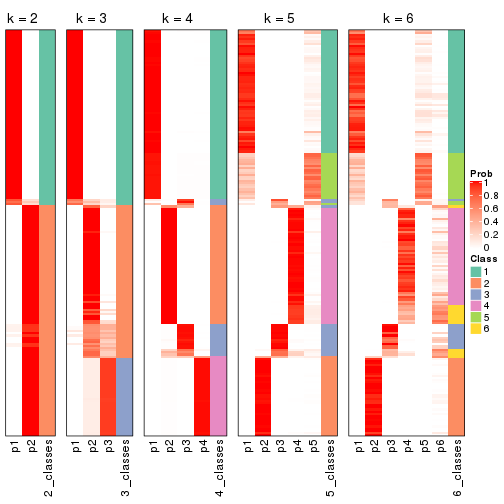 k = 2
k = 3
k = 4
k = 5
k = 6
p1
p2
2_classes
p1
p2
p3
3_classes
p1
p2
p3
p4
4_classes
p1
p2
p3
p4
p5
5_classes
p1
p2
p3
p4
p5
p6
6_classes
Prob
1
0.8
0.6
0.4
0.2
0
Class
1
2
3
4
5
6